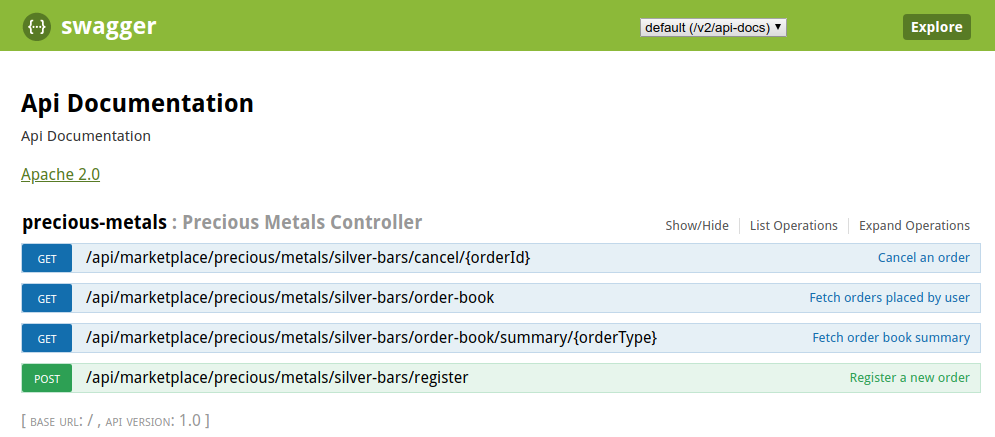 {··} swagger default (/v2/api-docs) ▼ Explore
Api Documentation
Api Documentation
Apache 2.0
precious-metals : Precious Metals Controller Show/Hide List Operations Expand Operations
GET /api/marketplace/precious/metals/silver-bars/cancel/{orderId} Cancel an order
GET /api/marketplace/precious/metals/silver-bars/order-book Fetch orders placed by user
GET /api/marketplace/precious/metals/silver-bars/order-book/summary/{orderType} Fetch order book summary
POST /api/marketplace/precious/metals/silver-bars/register Register a new order
[ BASE URL: / , API VERSION: 1.0 ]